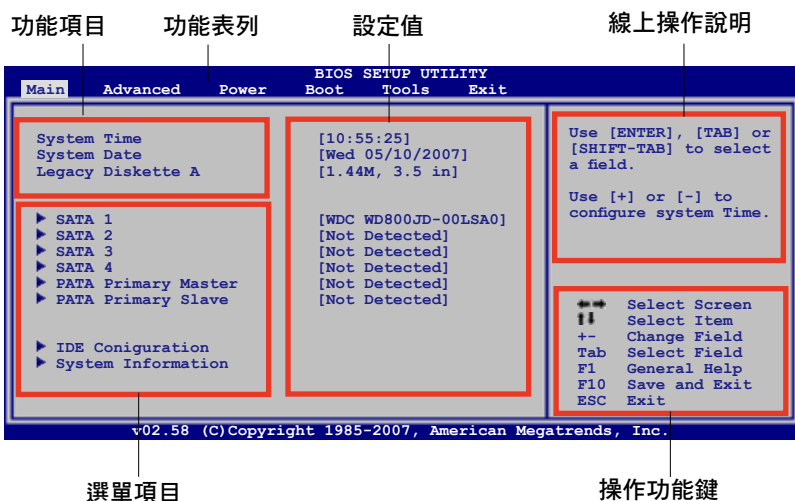 功能項目 功能表列 設定值 線上操作說明
BIOS SETUP UTILITY
Main Advanced Power Boot Tools Exit
System Time [10:55:25]
System Date [Wed 05/10/2007]
Legacy Diskette A [1.44M, 3.5 in]
SATA 1 [WDC WD800JD-00LSA0]
SATA 2 [Not Detected]
SATA 3 [Not Detected]
SATA 4 [Not Detected]
PATA Primary Master [Not Detected]
PATA Primary Slave [Not Detected]
IDE Coniguration
System Information
Use [ENTER], [TAB] or
[SHIFT-TAB] to select
a field.
Use [+] or [-] to
configure system Time.
←→ Select Screen
↑↓ Select Item
+- Change Field
Tab Select Field
F1 General Help
F10 Save and Exit
ESC Exit
v02.58 (C)Copyright 1985-2007, American Megatrends, Inc.
選單項目 操作功能鍵